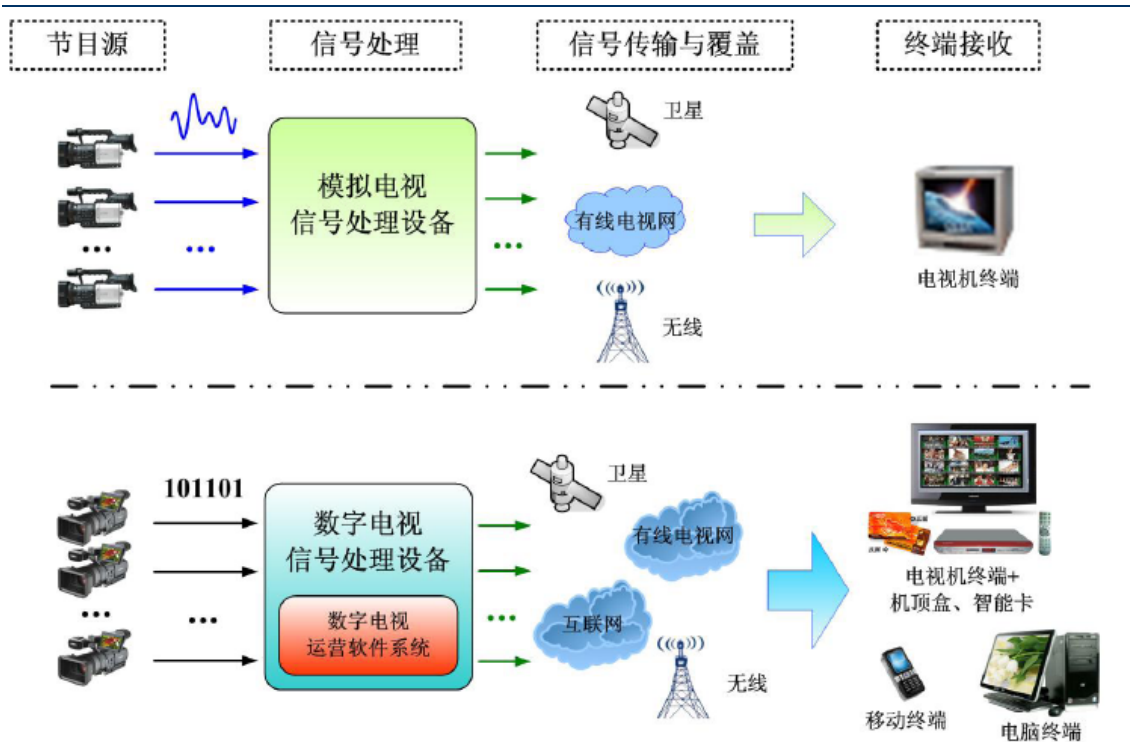 节目源
信号处理
信号传输与覆盖
终端接收
模拟电视
信号处理设备
卫星
有线电视网
无线
电视机终端
101101
数字电视
信号处理设备
数字电视
运营软件系统
卫星
有线电视网
互联网
无线
电视机终端+
机顶盒、智能卡
移动终端
电脑终端